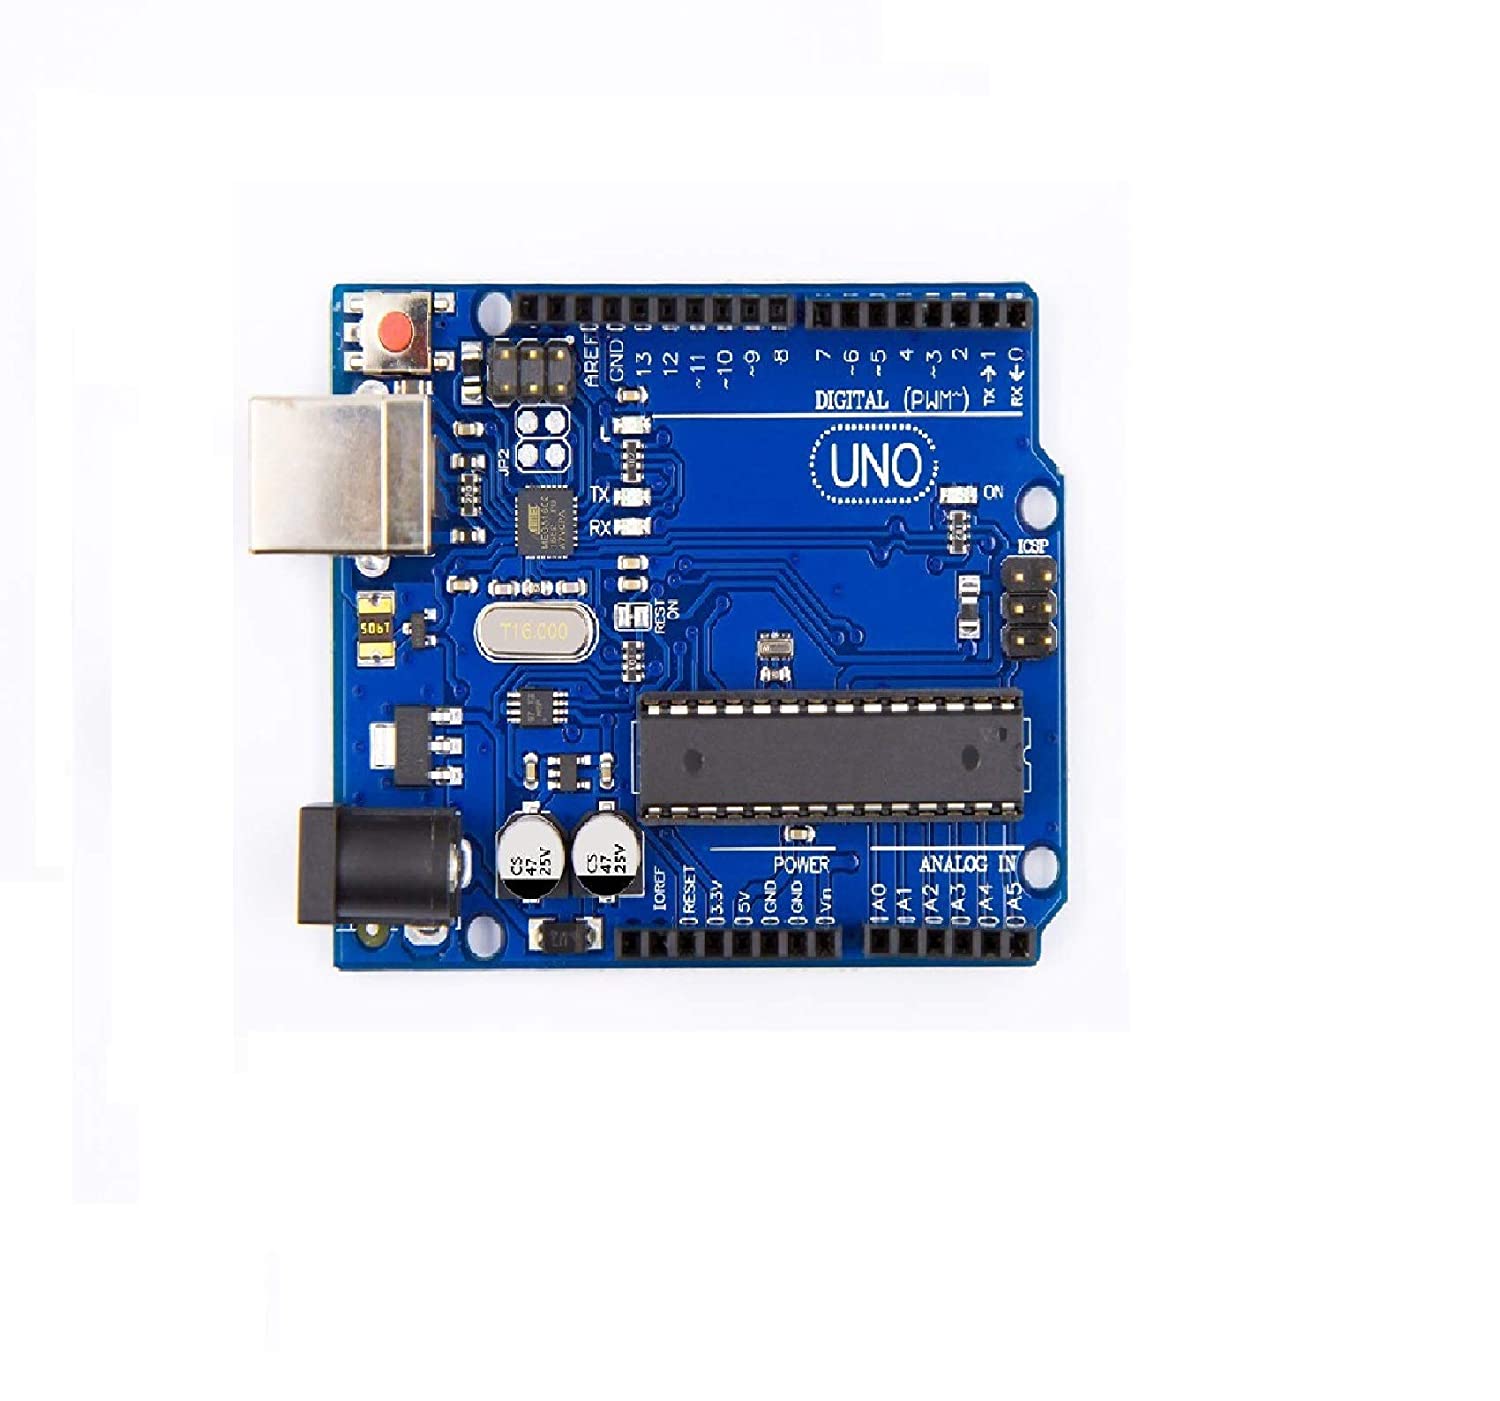 AREF
GND
13
12
~11
~10
~9
8
7
~6
~5
4
~3
2
TX→1
RX←0
DIGITAL (PWM~)
UNO
L
JP2
TX
RX
ON
ICSP
REST
ON
T16.000
CS
47
25V
CS
47
25V
POWER
ANALOG IN
IOREF
RESET
3.3V
5V
GND
GND
Vin
A0
A1
A2
A3
A4
A5